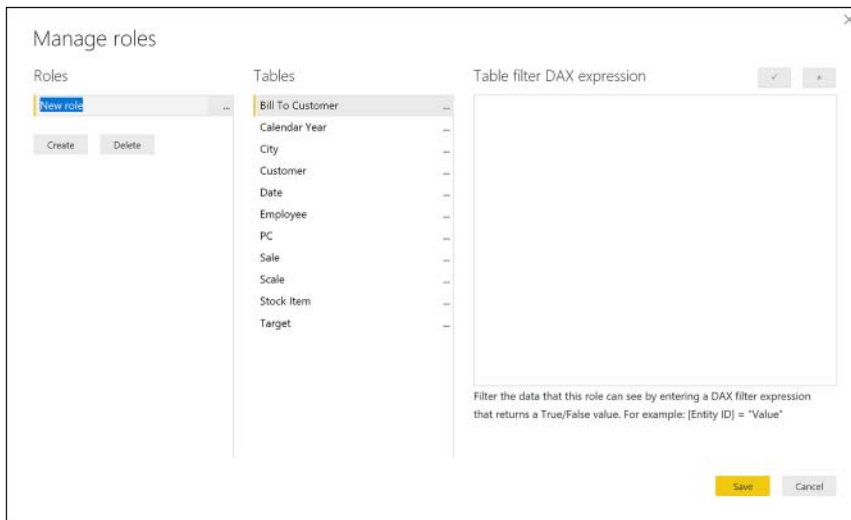 Manage roles
Roles
Tables
Table filter DAX expression
New role
...
Create
Delete
Bill To Customer
...
Calendar Year
...
City
...
Customer
...
Date
...
Employee
...
PC
...
Sale
...
Scale
...
Stock Item
...
Target
...
Filter the data that this role can see by entering a DAX filter expression
that returns a True/False value. For example: [Entity ID] = "Value"
Save
Cancel